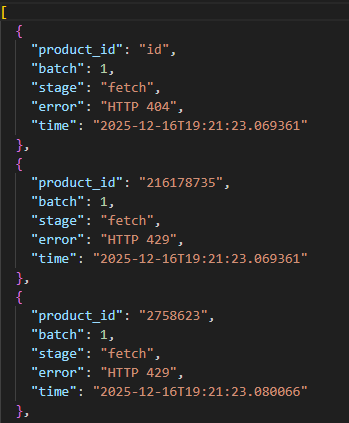 [
{
"product_id": "id",
"batch": 1,
"stage": "fetch",
"error": "HTTP 404",
"time": "2025-12-16T19:21:23.069361"
},
{
"product_id": "216178735",
"batch": 1,
"stage": "fetch",
"error": "HTTP 429",
"time": "2025-12-16T19:21:23.069361"
},
{
"product_id": "2758623",
"batch": 1,
"stage": "fetch",
"error": "HTTP 429",
"time": "2025-12-16T19:21:23.080066"
},